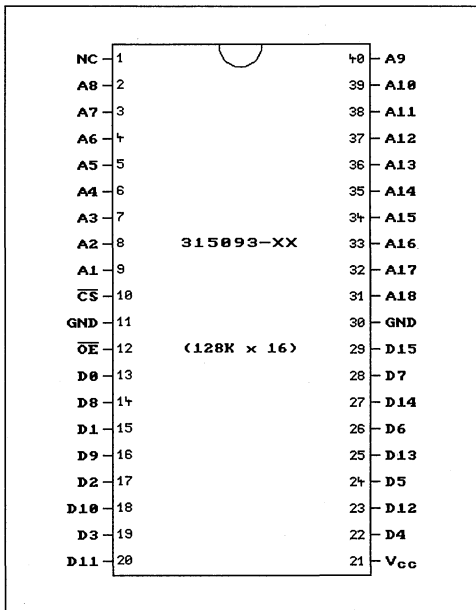 NC 1 40 A9
A8 2 39 A10
A7 3 38 A11
A6 4 37 A12
A5 5 36 A13
A4 6 35 A14
A3 7 34 A15
A2 8 315093-XX 33 A16
A1 9 32 A17
C̅S̅ 10 31 A18
GND 11 30 GND
O̅E̅ 12 (128K x 16) 29 D15
D0 13 28 D7
D8 14 27 D14
D1 15 26 D6
D9 16 25 D13
D2 17 24 D5
D10 18 23 D12
D3 19 22 D4
D11 20 21 Vcc